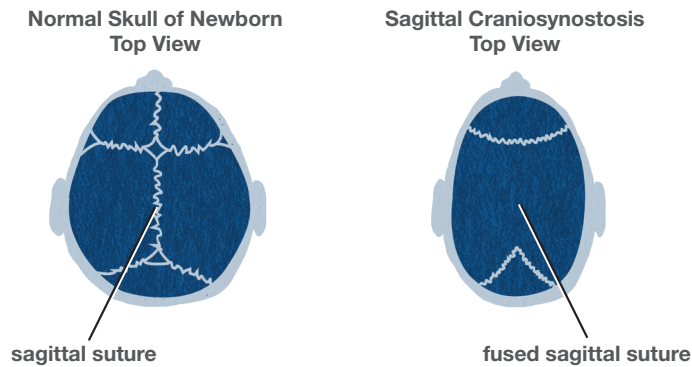 Normal Skull of Newborn
Top View
Sagittal Craniosynostosis
Top View
sagittal suture
fused sagittal suture